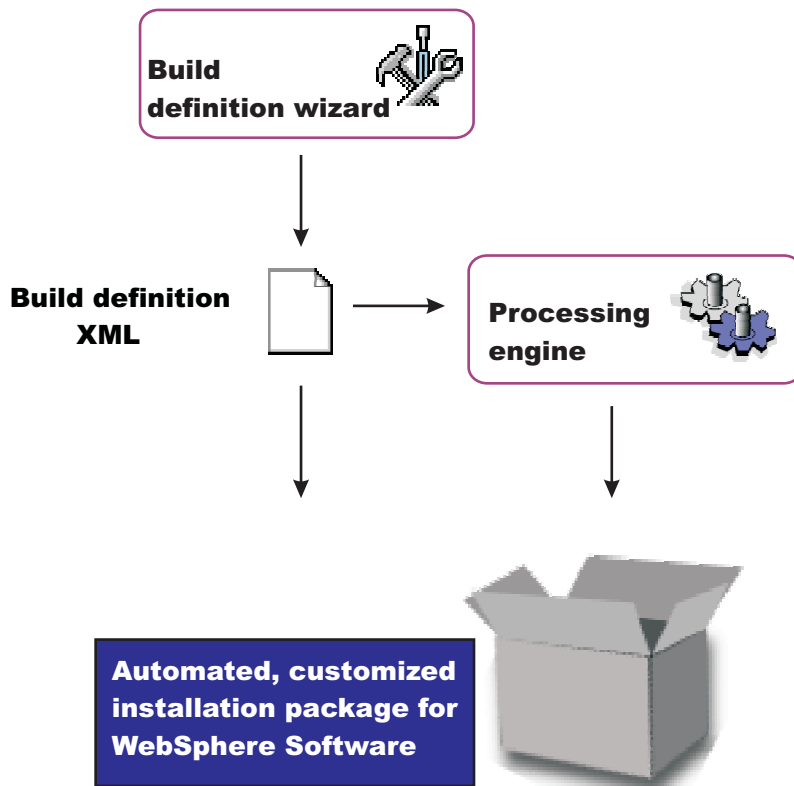 Build
definition wizard
Build definition
XML
Processing
engine
Automated, customized
installation package for
WebSphere Software